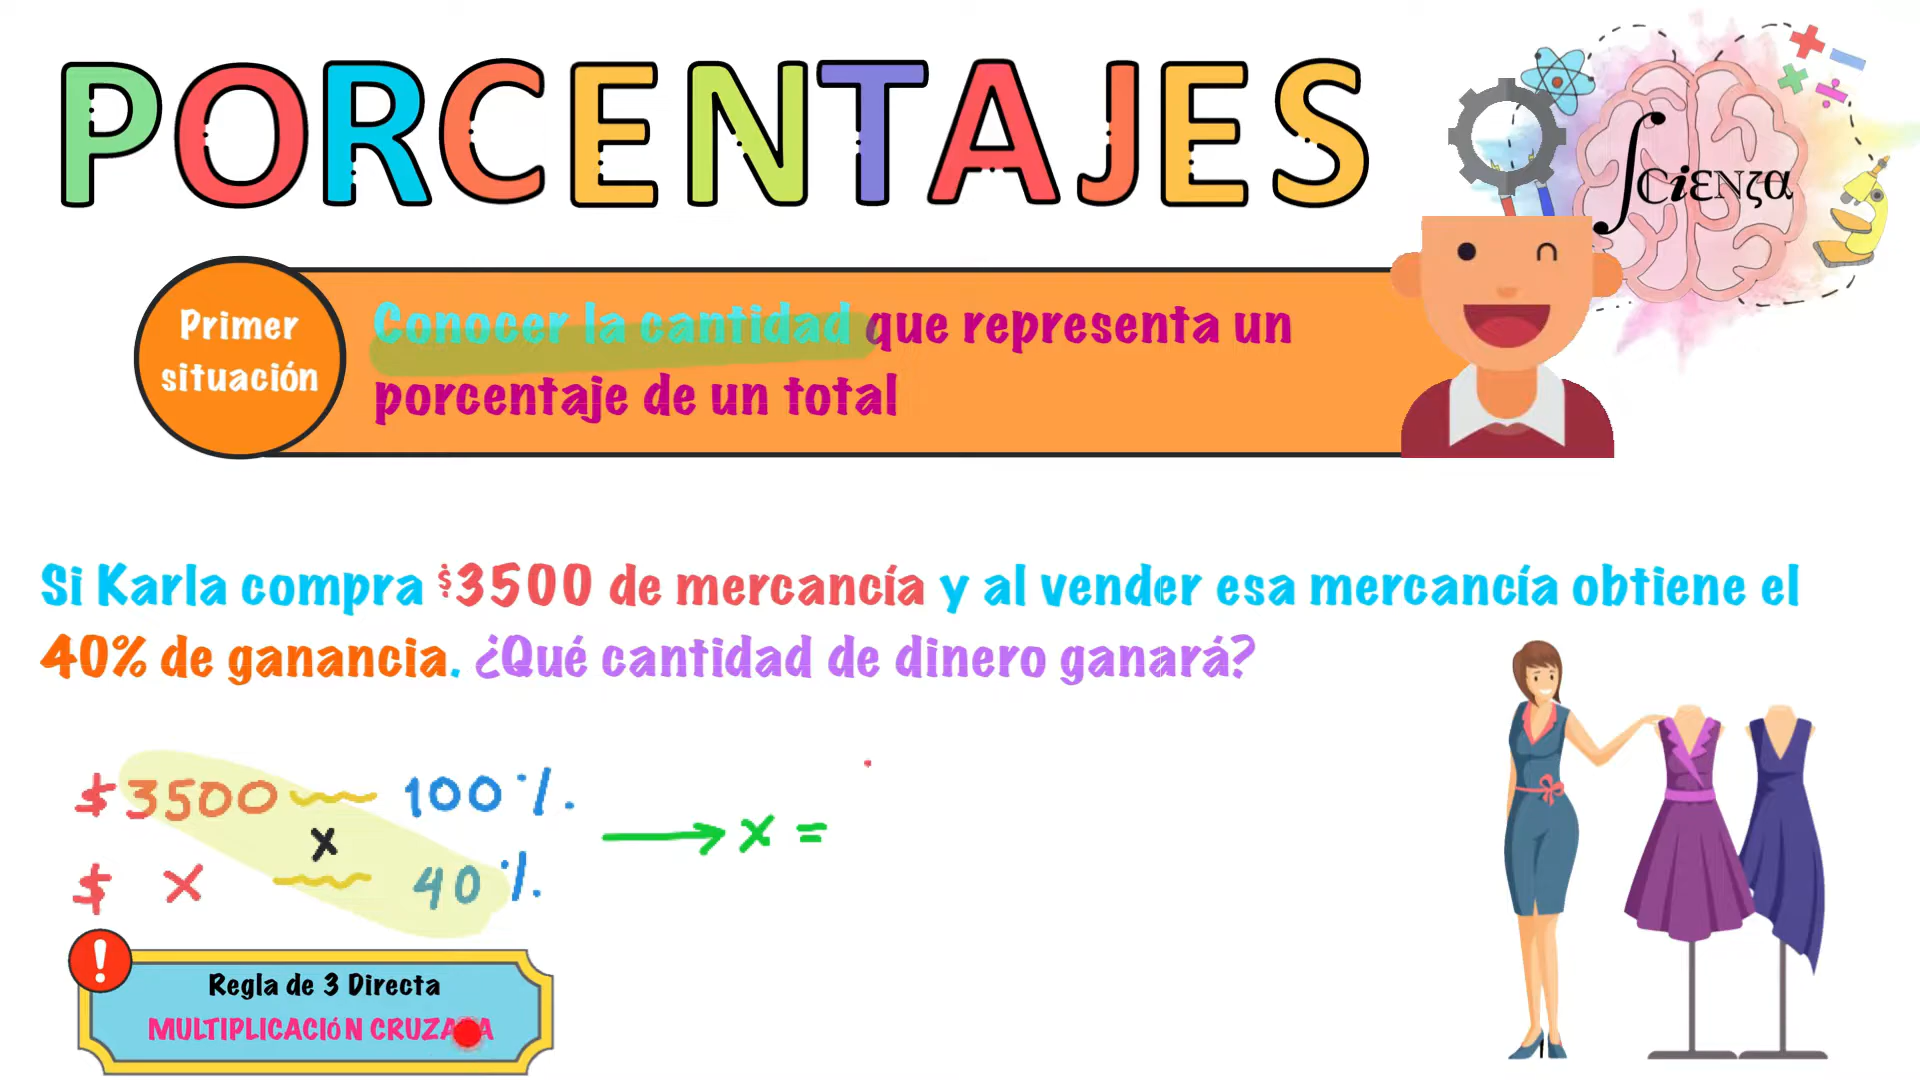 PORCENTAJES
ʃCiENζα
Primer
situación
Conocer la cantidad que representa un
porcentaje de un total
Si Karla compra $3500 de mercancía y al vender esa mercancía obtiene el
40% de ganancia. ¿Qué cantidad de dinero ganará?
$3500 100%.
x
$ x 40%.
x =
!
Regla de 3 Directa
MULTIPLICACIóN